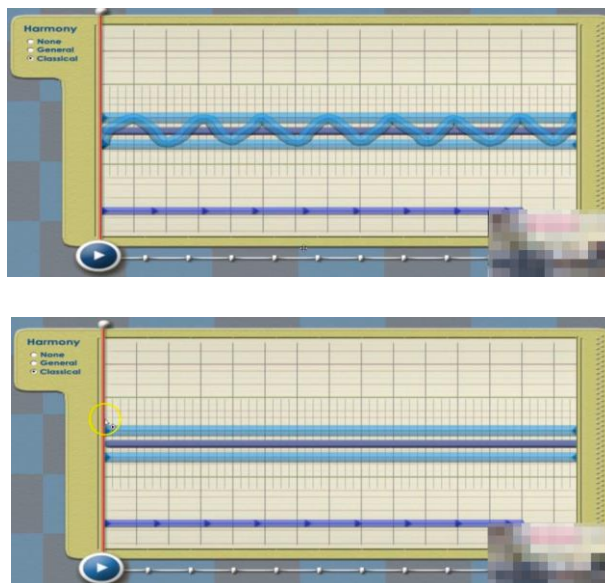 Harmony
None
General
Classical
Harmony
None
General
Classical